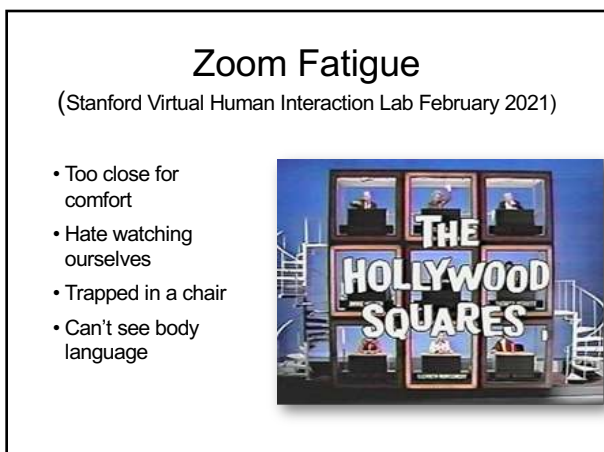 Zoom Fatigue
(Stanford Virtual Human Interaction Lab February 2021)
• Too close for
comfort
• Hate watching
ourselves
• Trapped in a chair
• Can't see body
language
THE
HOLLYWOOD
SQUARES